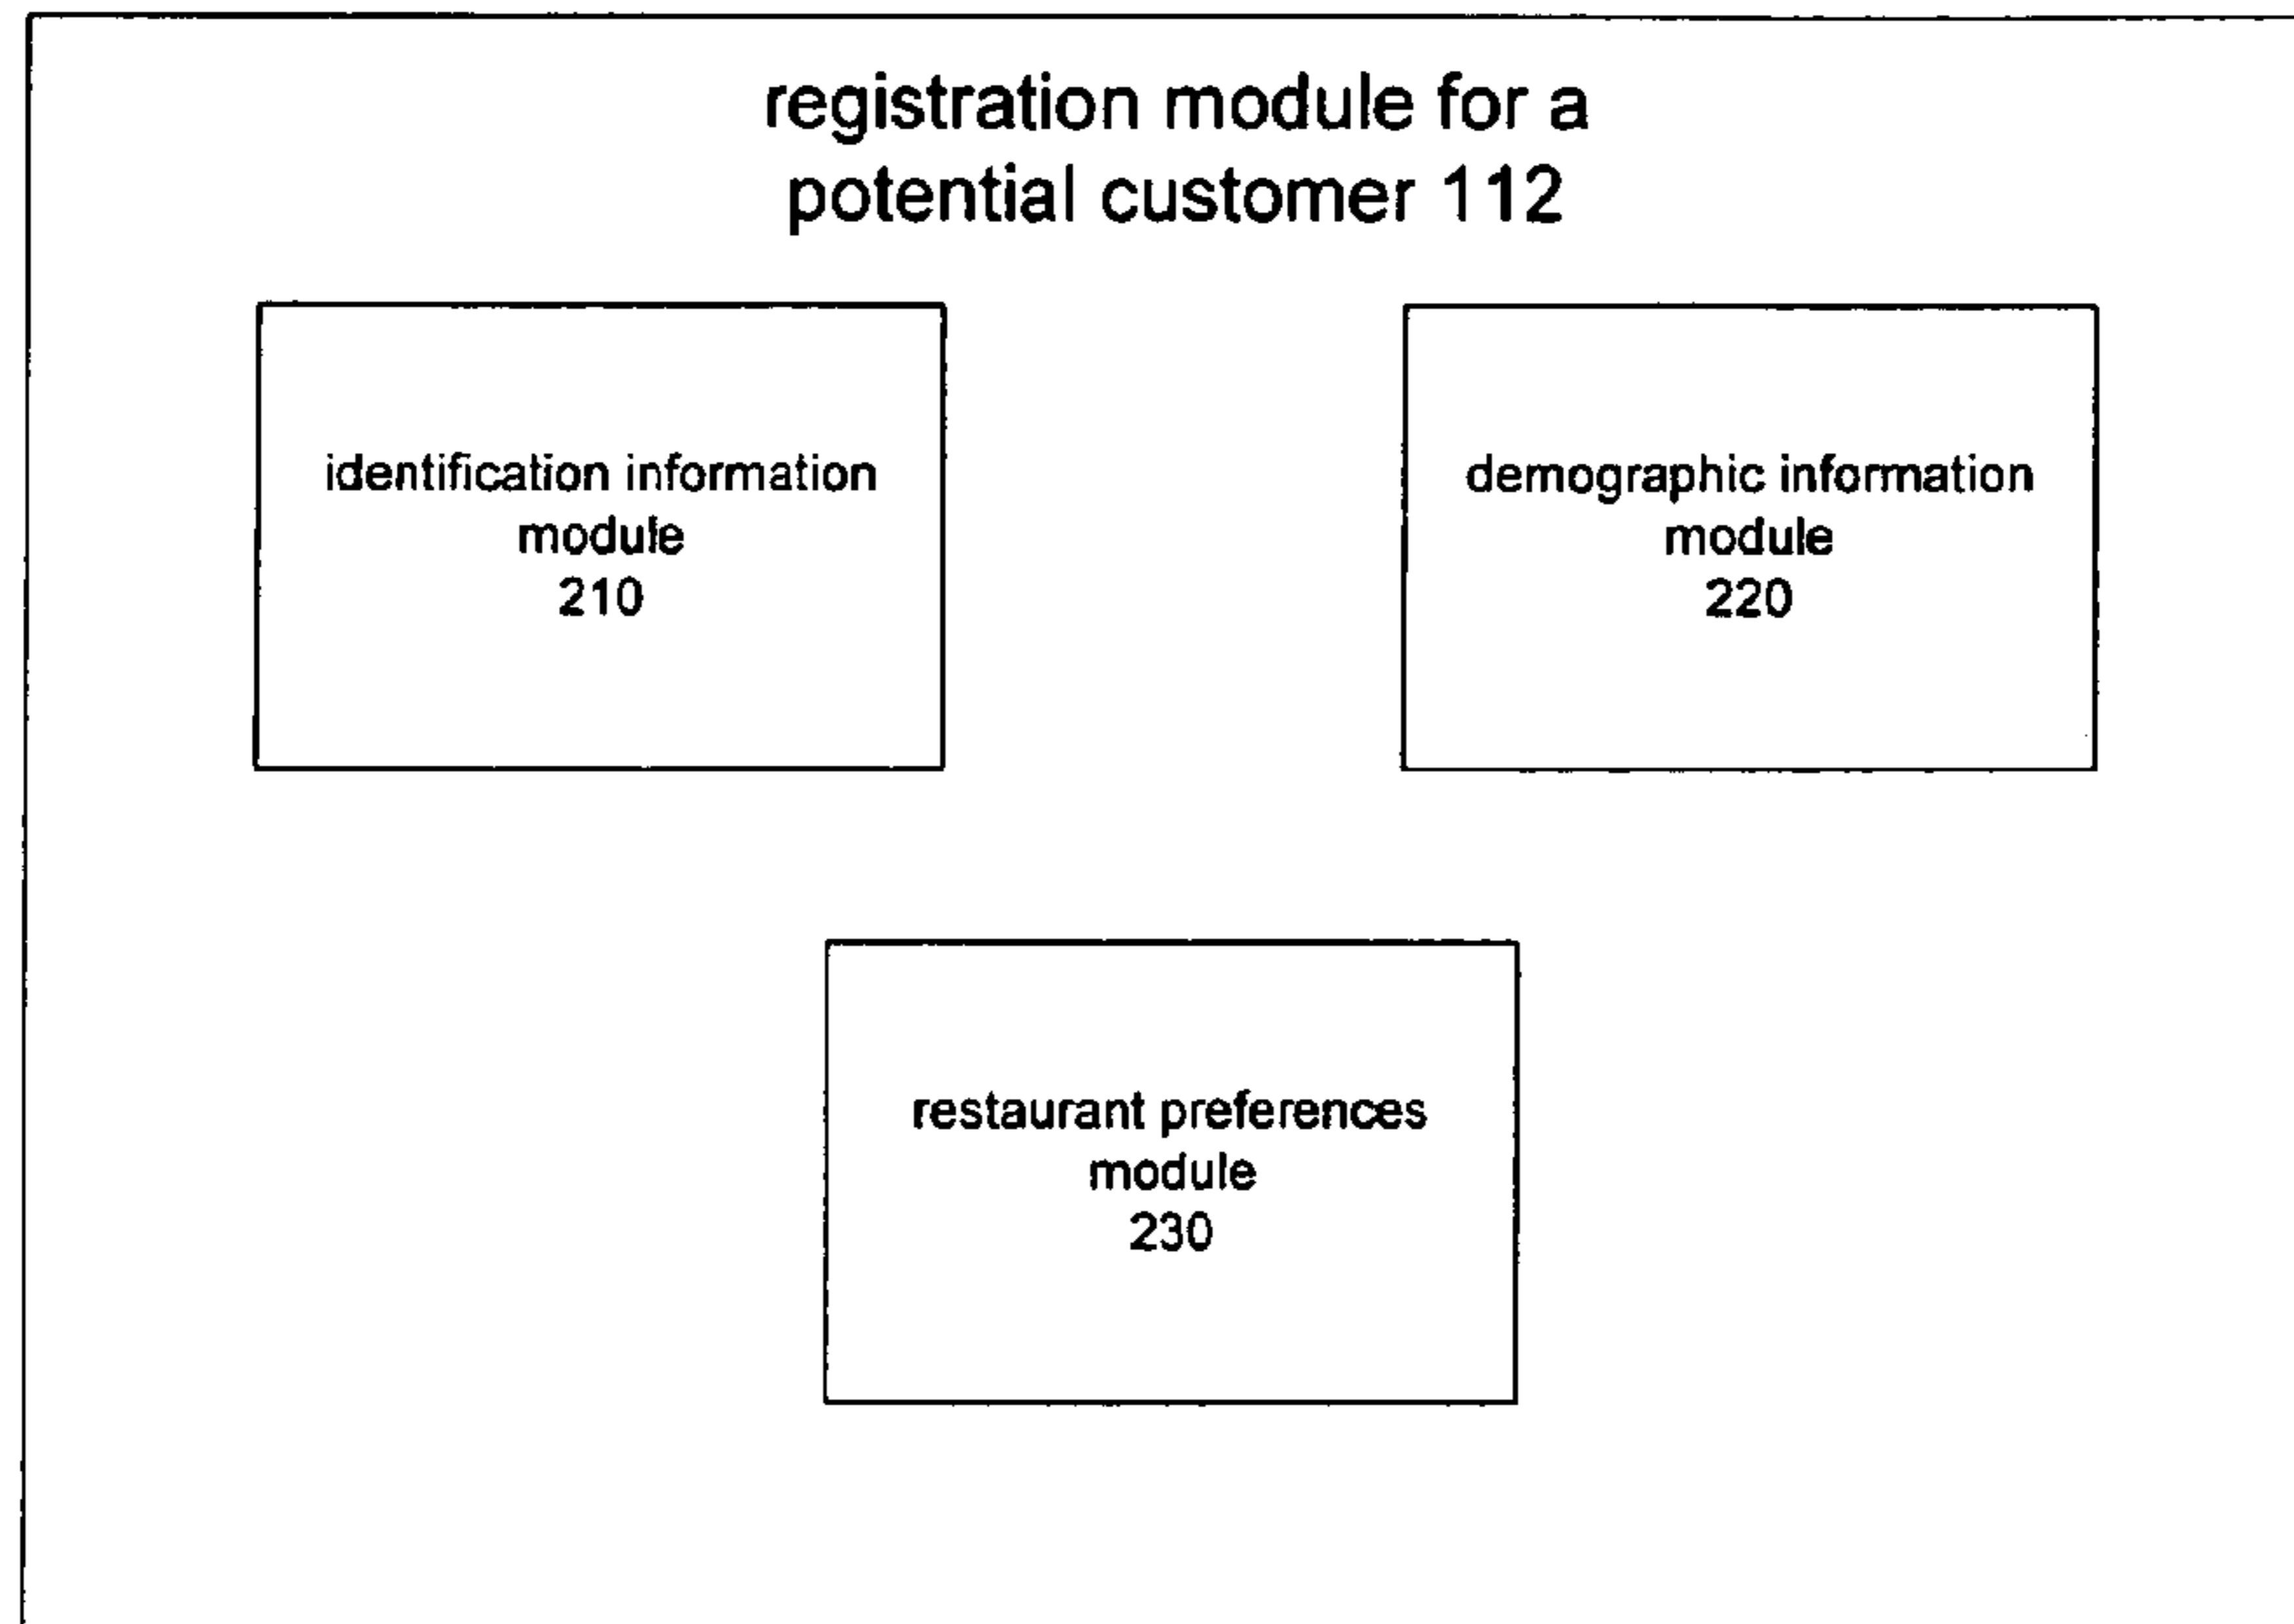 registration module for a
potential customer 112
identification information
module
210
demographic information
module
220
restaurant preferences
module
230